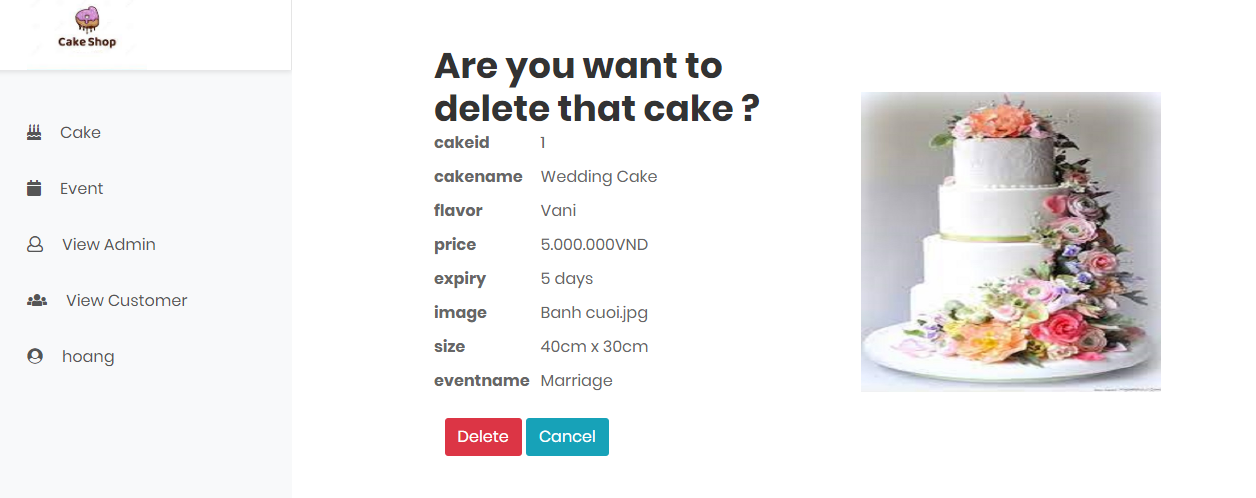 Cake Shop
Cake
Event
View Admin
View Customer
hoang
Are you want to
delete that cake ?
cakeid 1
cakename Wedding Cake
flavor Vani
price 5.000.000VND
expiry 5 days
image Banh cuoi.jpg
size 40cm x 30cm
eventname Marriage
Delete Cancel